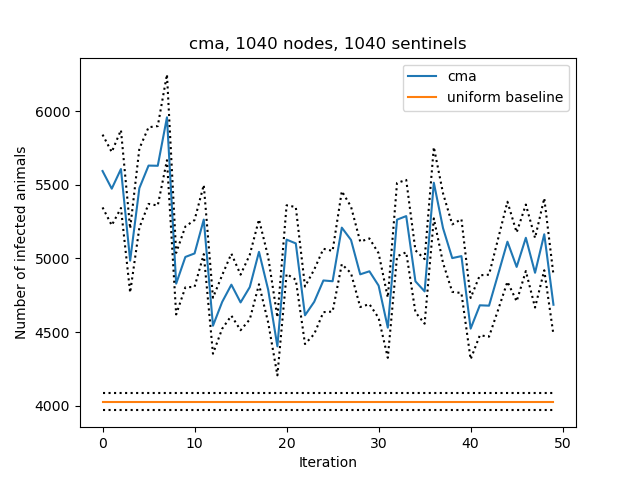 cma, 1040 nodes, 1040 sentinels
cma
uniform baseline
Number of infected animals
6000
5500
5000
4500
4000
0 10 20 30 40 50
Iteration